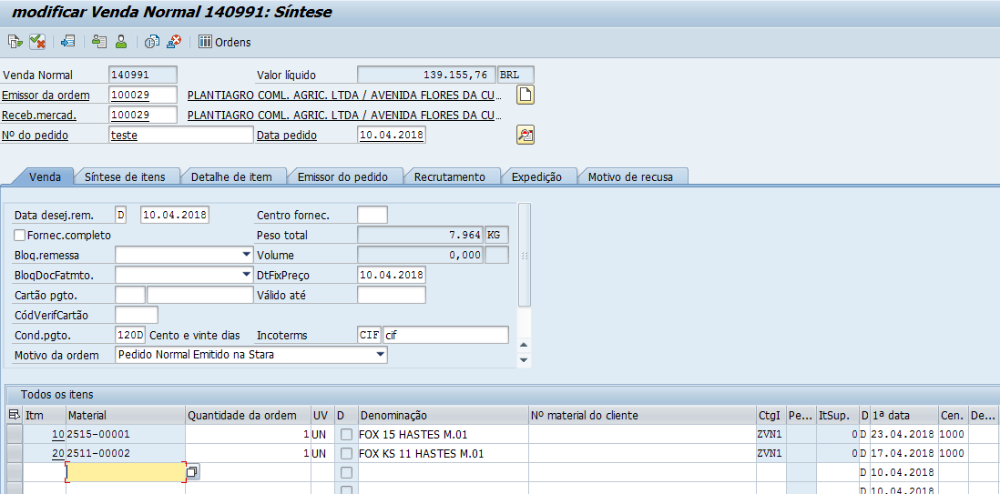 modificar Venda Normal 140991: Síntese
Ordens
Venda Normal 140991 Valor líquido 139.155,76 BRL
Emissor da ordem 100029 PLANTIAGRO COML. AGRIC. LTDA / AVENIDA FLORES DA CU...
Receb.mercad. 100029 PLANTIAGRO COML. AGRIC. LTDA / AVENIDA FLORES DA CU...
Nº do pedido teste Data pedido 10.04.2018
Venda Síntese de itens Detalhe de item Emissor do pedido Recrutamento Expedição Motivo de recusa
Data desej.rem. D 10.04.2018 Centro fornec.
Fornec.completo Peso total 7.964 KG
Bloq.remessa Volume 0,000
BloqDocFatmto. DtFixPreço 10.04.2018
Cartão pgto. Válido até
CódVerifCartão
Cond.pgto. 120D Cento e vinte dias Incoterms CIF cif
Motivo da ordem Pedido Normal Emitido na Stara
Todos os itens
Itm Material Quantidade da ordem UV D Denominação Nº material do cliente CtgI Pe... ItSup. D 1ª data Cen. De...
10 2515-00001 1 UN FOX 15 HASTES M.01 ZVN1 0 D 23.04.2018 1000
20 2511-00002 1 UN FOX KS 11 HASTES M.01 ZVN1 0 D 17.04.2018 1000
D 10.04.2018
D 10.04.2018